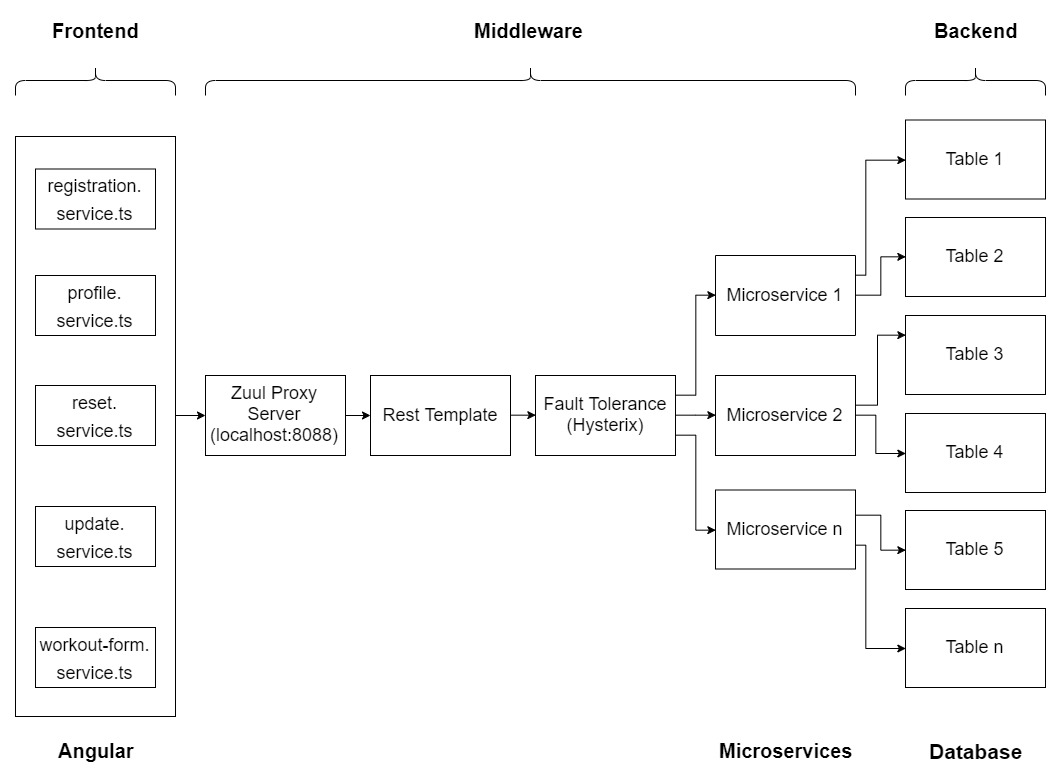 Frontend
Middleware
Backend
registration.
service.ts
profile.
service.ts
reset.
service.ts
update.
service.ts
workout-form.
service.ts
Zuul Proxy
Server
(localhost:8088)
Rest Template
Fault Tolerance
(Hysterix)
Microservice 1
Microservice 2
Microservice n
Table 1
Table 2
Table 3
Table 4
Table 5
Table n
Angular
Microservices
Database